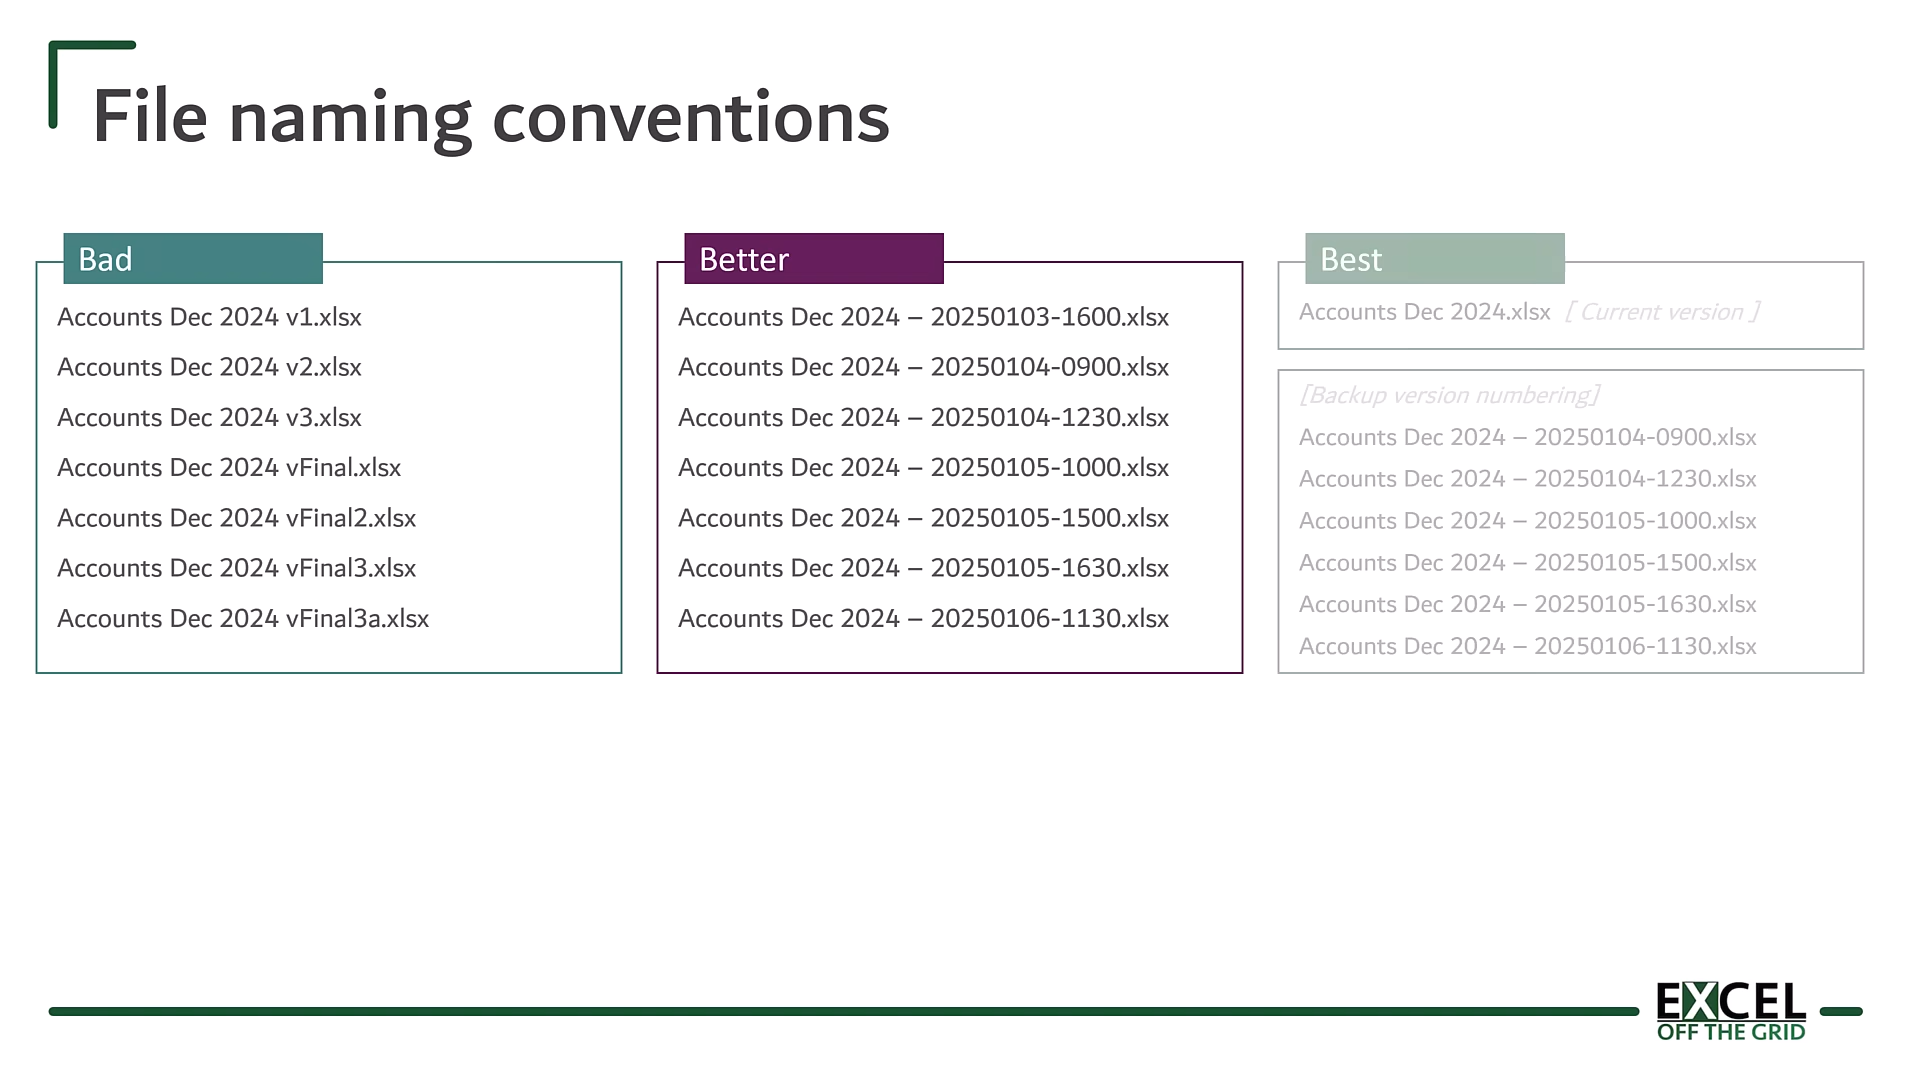 File naming conventions
Bad
Accounts Dec 2024 v1.xlsx
Accounts Dec 2024 v2.xlsx
Accounts Dec 2024 v3.xlsx
Accounts Dec 2024 vFinal.xlsx
Accounts Dec 2024 vFinal2.xlsx
Accounts Dec 2024 vFinal3.xlsx
Accounts Dec 2024 vFinal3a.xlsx
Better
Accounts Dec 2024 – 20250103-1600.xlsx
Accounts Dec 2024 – 20250104-0900.xlsx
Accounts Dec 2024 – 20250104-1230.xlsx
Accounts Dec 2024 – 20250105-1000.xlsx
Accounts Dec 2024 – 20250105-1500.xlsx
Accounts Dec 2024 – 20250105-1630.xlsx
Accounts Dec 2024 – 20250106-1130.xlsx
Best
Accounts Dec 2024.xlsx [ Current version ]
[Backup version numbering]
Accounts Dec 2024 – 20250104-0900.xlsx
Accounts Dec 2024 – 20250104-1230.xlsx
Accounts Dec 2024 – 20250105-1000.xlsx
Accounts Dec 2024 – 20250105-1500.xlsx
Accounts Dec 2024 – 20250105-1630.xlsx
Accounts Dec 2024 – 20250106-1130.xlsx
EXCEL
OFF THE GRID